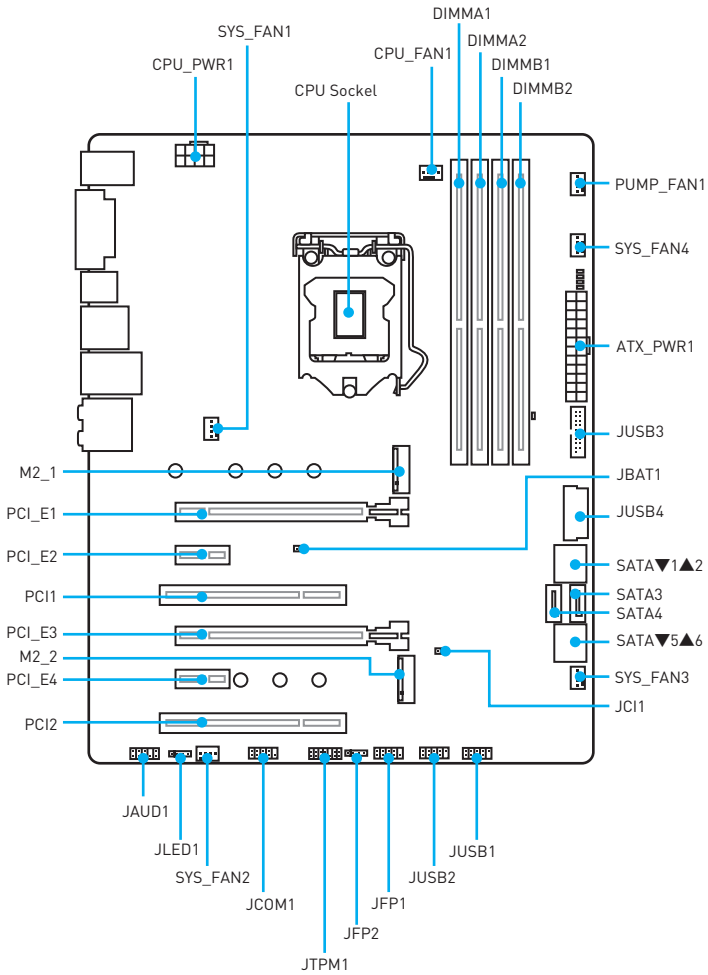 DIMMA1
SYS_FAN1
DIMMA2
CPU_FAN1
CPU_PWR1
DIMMB1
CPU Sockel
DIMMB2
PUMP_FAN1
SYS_FAN4
ATX_PWR1
JUSB3
M2_1
JBAT1
PCI_E1
JUSB4
PCI_E2
SATA▼1▲2
PCI1
SATA3
SATA4
PCI_E3
SATA▼5▲6
M2_2
PCI_E4
SYS_FAN3
JCI1
PCI2
JAUD1
JLED1
JUSB1
SYS_FAN2
JUSB2
JCOM1
JFP1
JFP2
JTPM1